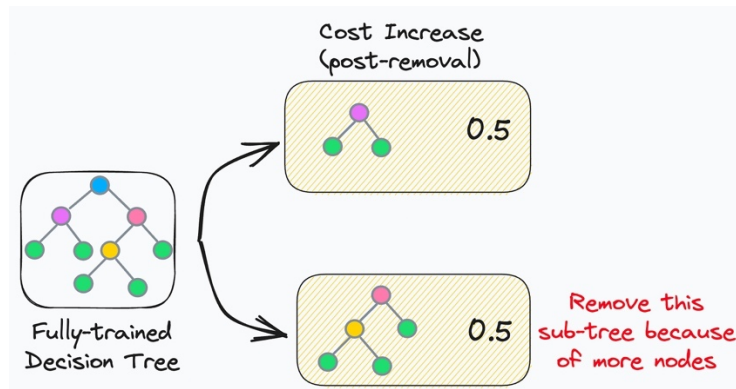 Cost Increase
(post-removal)
0.5
Fully-trained
Decision Tree
0.5
Remove this
sub-tree because
of more nodes